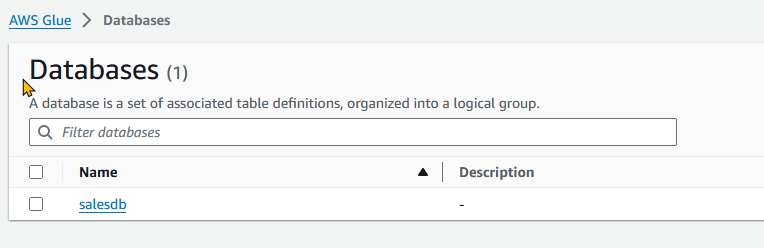 AWS Glue > Databases
Databases (1)
A database is a set of associated table definitions, organized into a logical group.
Filter databases
Name Description
salesdb -